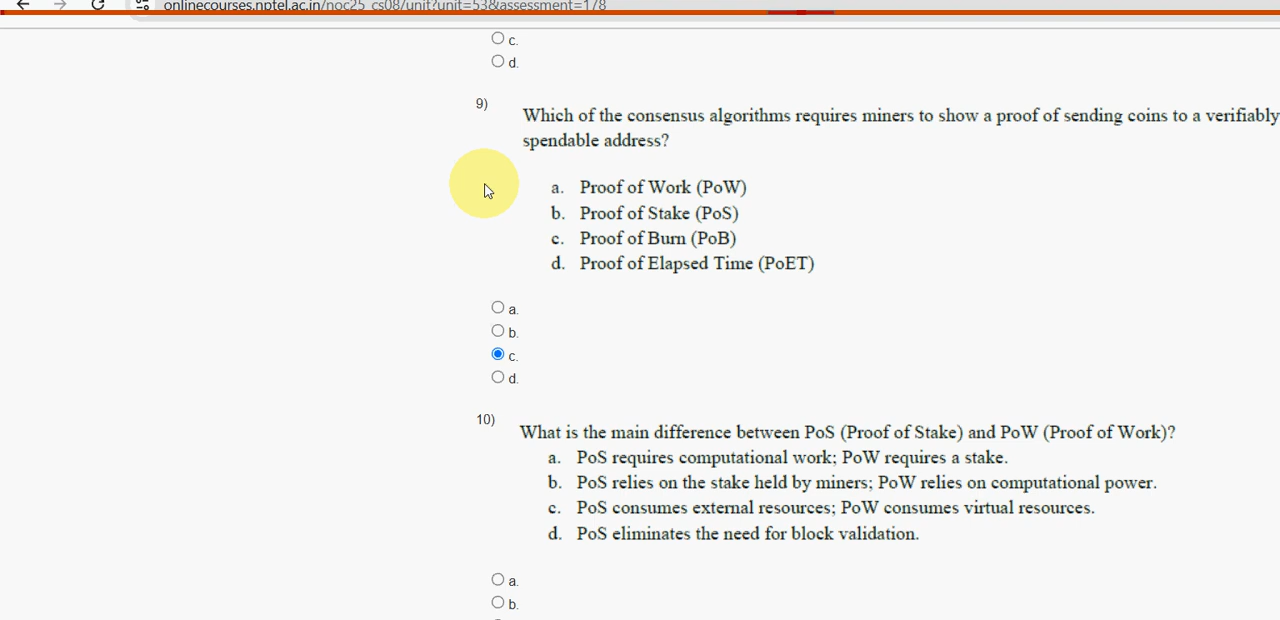 onlinecourses.nptel.ac.in/noc25_cs08/unit?unit=53&assessment=178
c.
d.
9)
Which of the consensus algorithms requires miners to show a proof of sending coins to a verifiably
spendable address?
a. Proof of Work (PoW)
b. Proof of Stake (PoS)
c. Proof of Burn (PoB)
d. Proof of Elapsed Time (PoET)
a.
b.
c.
d.
10)
What is the main difference between PoS (Proof of Stake) and PoW (Proof of Work)?
a. PoS requires computational work; PoW requires a stake.
b. PoS relies on the stake held by miners; PoW relies on computational power.
c. PoS consumes external resources; PoW consumes virtual resources.
d. PoS eliminates the need for block validation.
a.
b.